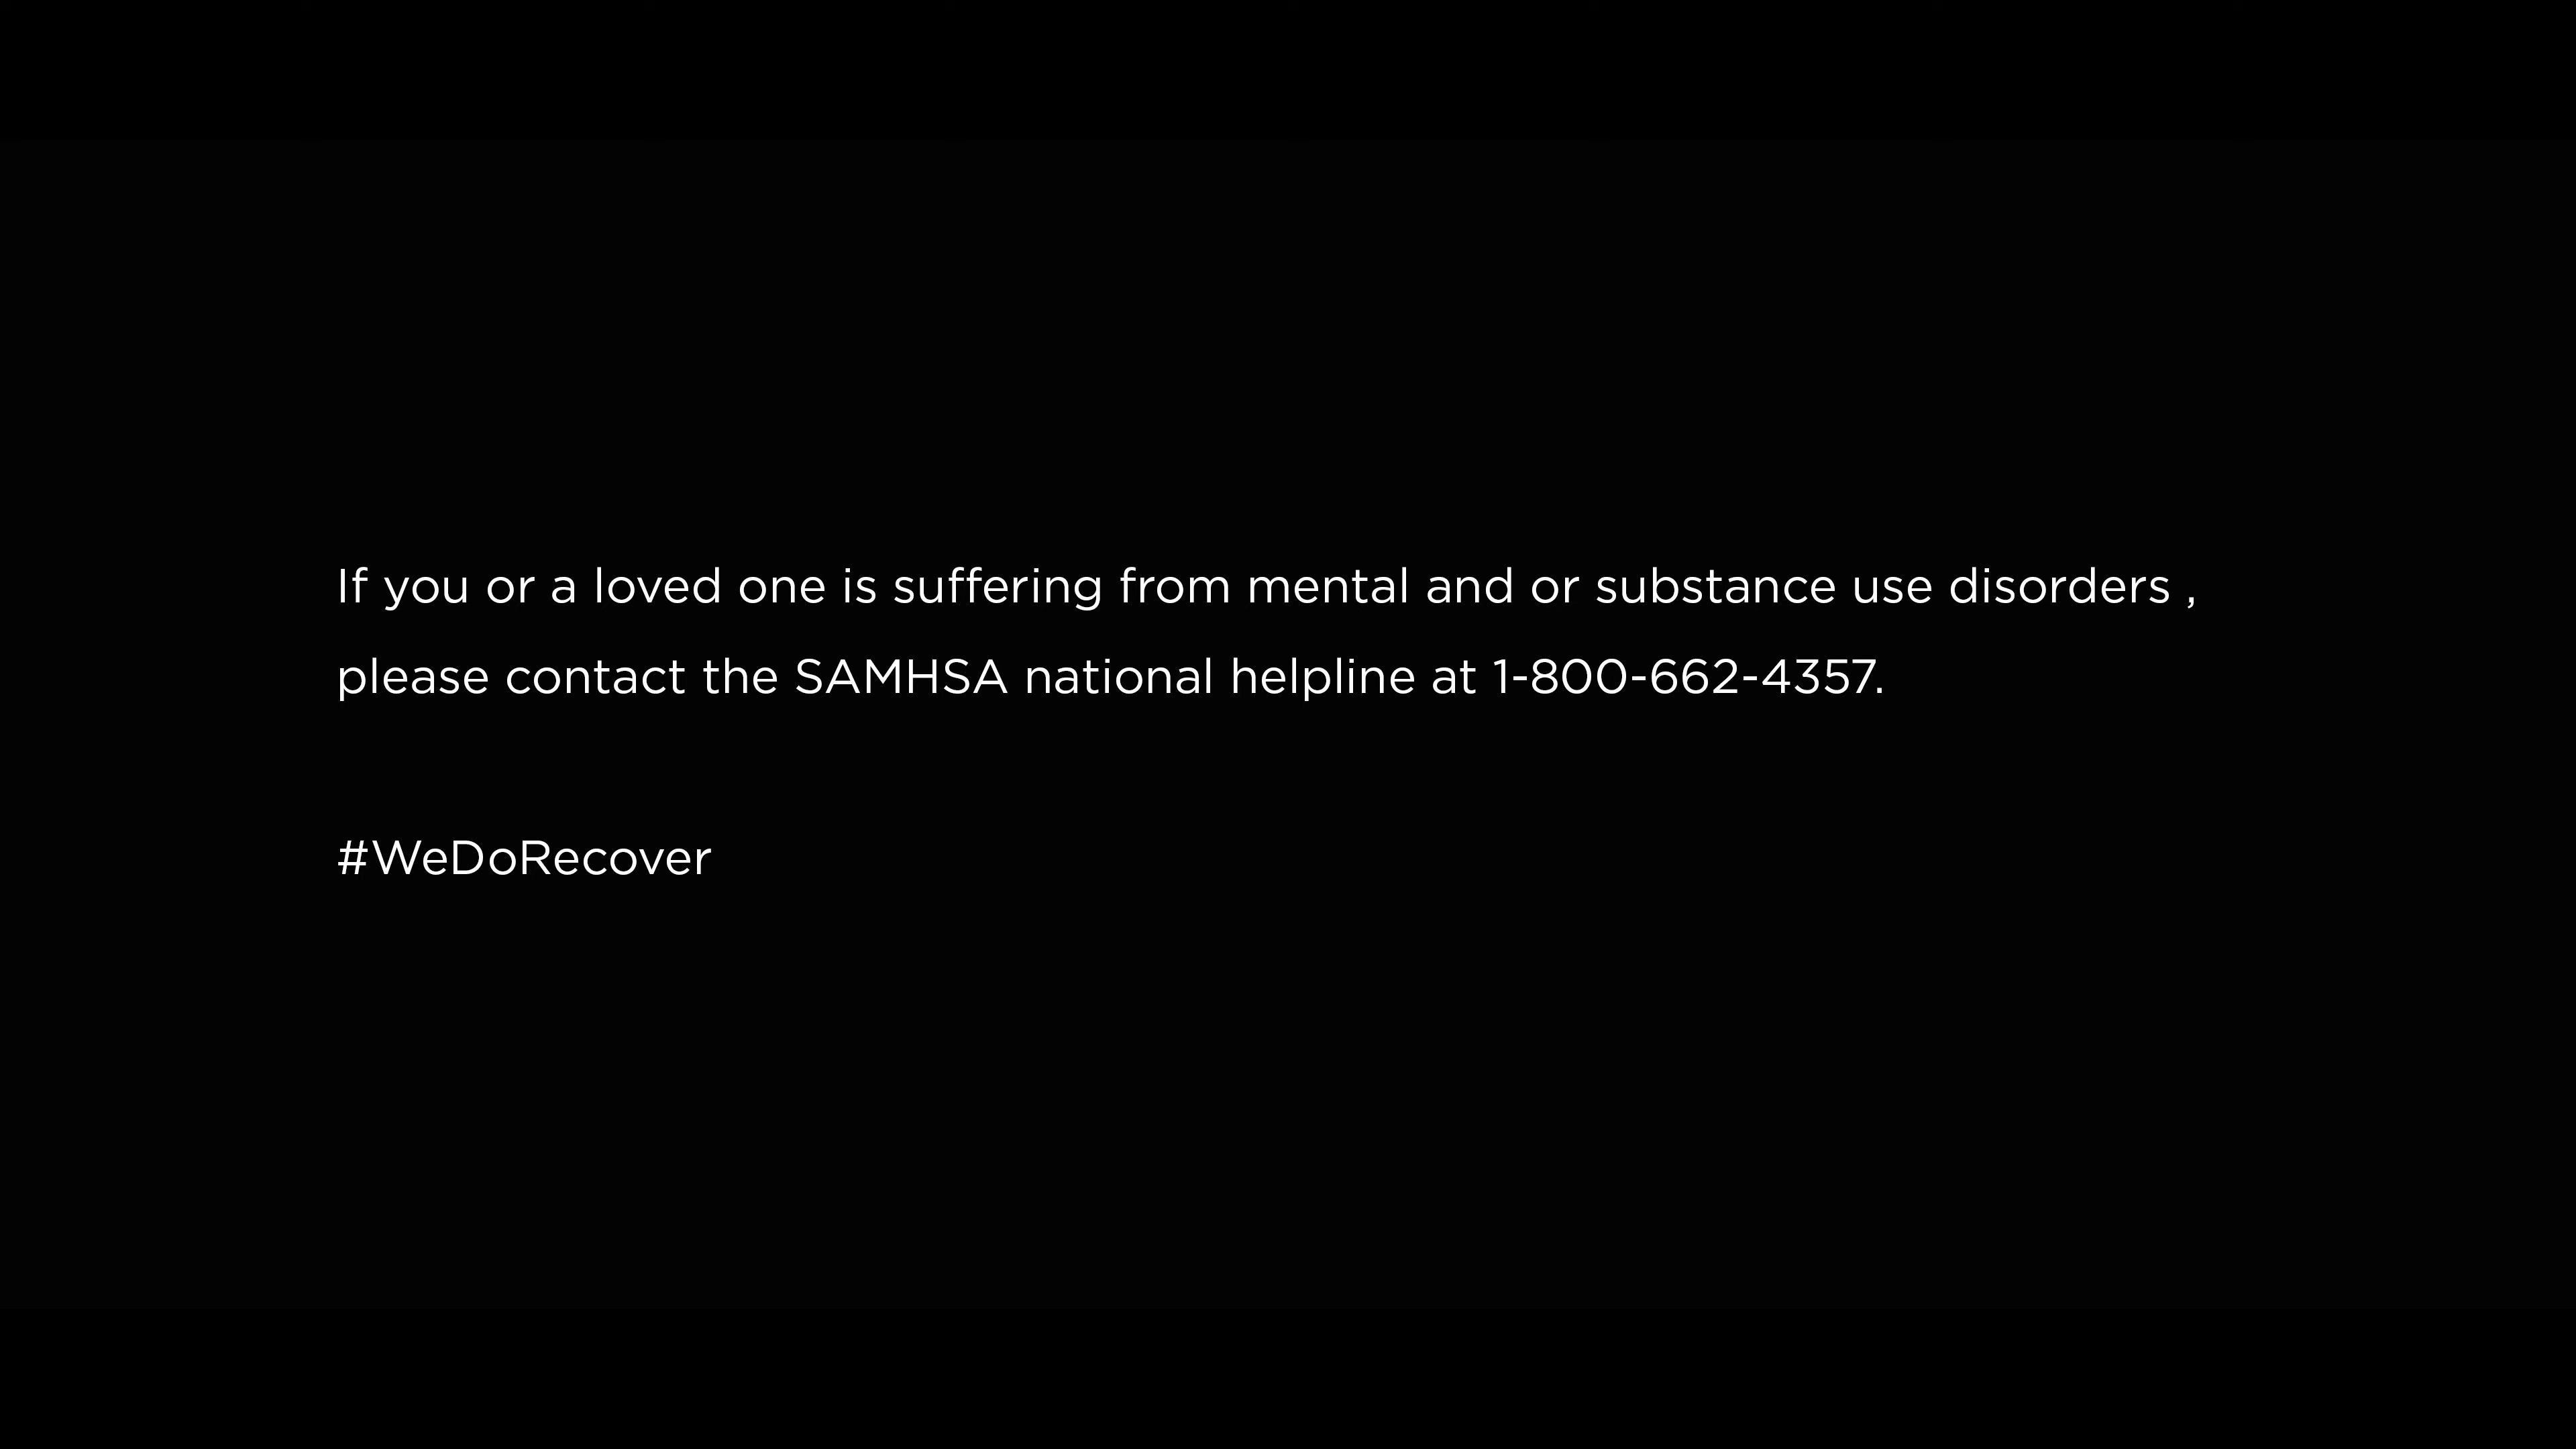 If you or a loved one is suffering from mental and or substance use disorders ,
please contact the SAMHSA national helpline at 1-800-662-4357.
#WeDoRecover